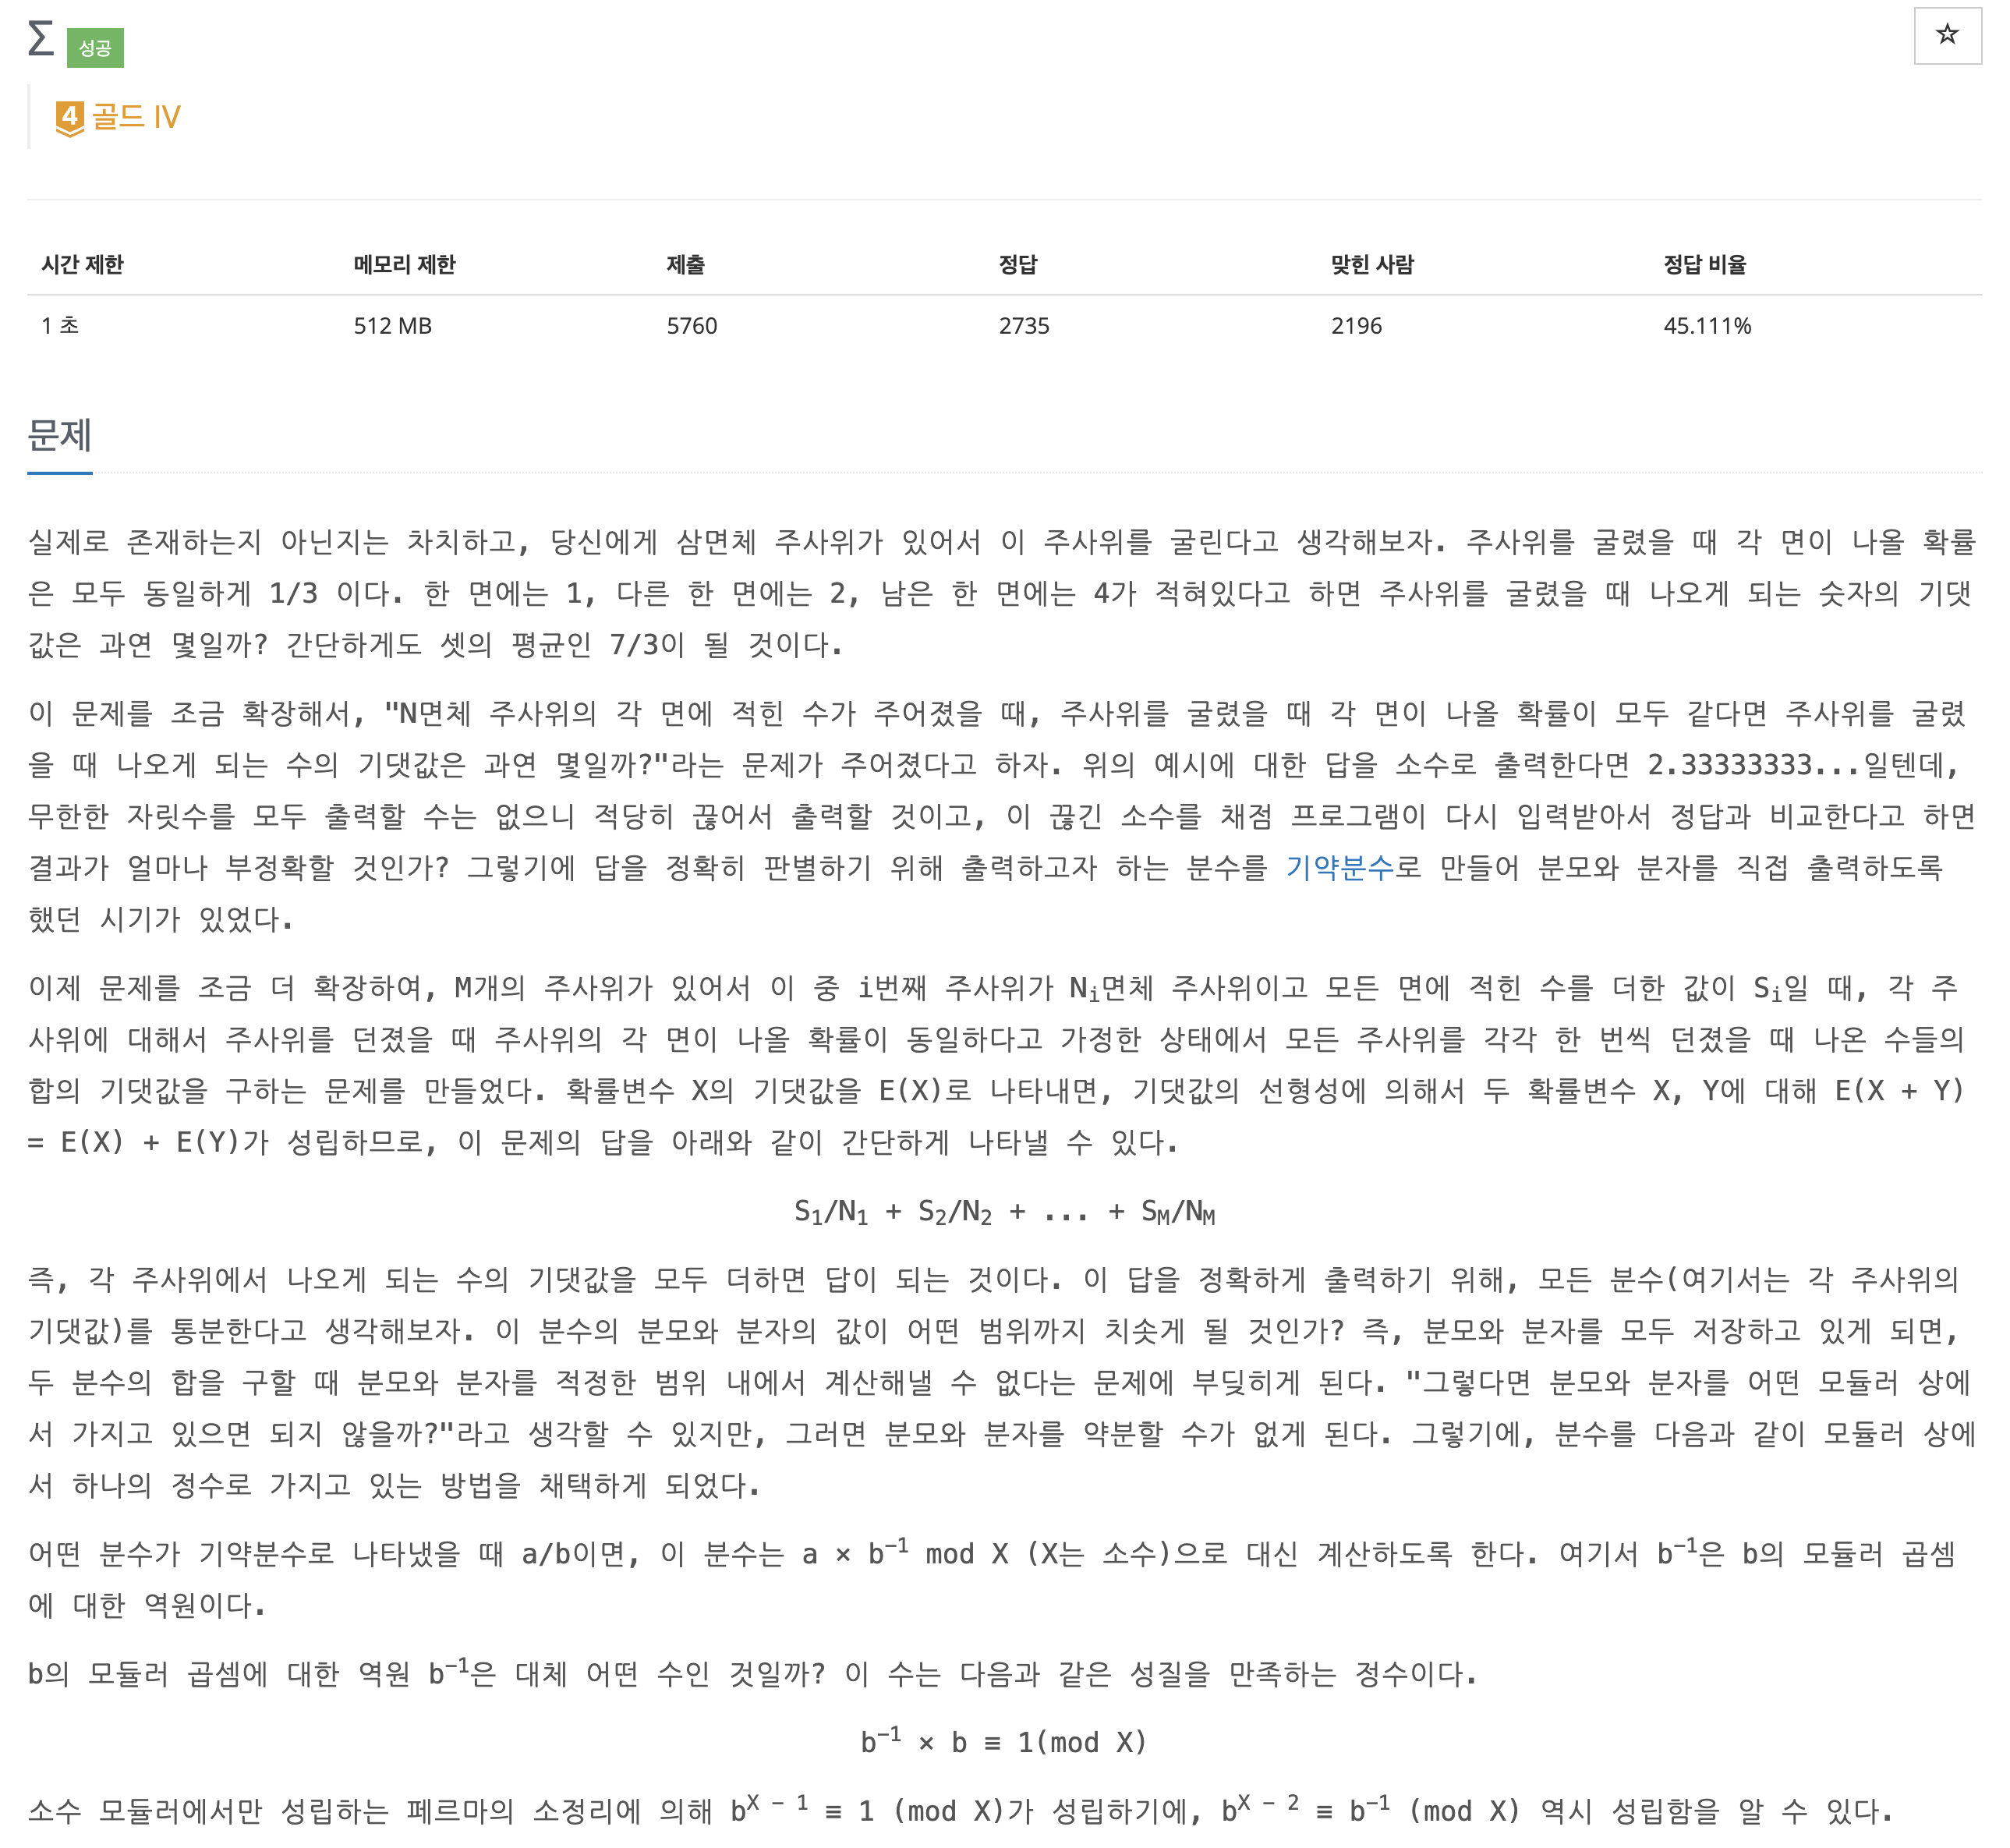 Σ 성공
☆
4 골드 IV
시간 제한 메모리 제한 제출 정답 맞힌 사람 정답 비율
1 초 512 MB 5760 2735 2196 45.111%
문제
실제로 존재하는지 아닌지는 차치하고, 당신에게 삼면체 주사위가 있어서 이 주사위를 굴린다고 생각해보자. 주사위를 굴렸을 때 각 면이 나올 확률
은 모두 동일하게 1/3 이다. 한 면에는 1, 다른 한 면에는 2, 남은 한 면에는 4가 적혀있다고 하면 주사위를 굴렸을 때 나오게 되는 숫자의 기댓
값은 과연 몇일까? 간단하게도 셋의 평균인 7/3이 될 것이다.
이 문제를 조금 확장해서, "N면체 주사위의 각 면에 적힌 수가 주어졌을 때, 주사위를 굴렸을 때 각 면이 나올 확률이 모두 같다면 주사위를 굴렸
을 때 나오게 되는 수의 기댓값은 과연 몇일까?"라는 문제가 주어졌다고 하자. 위의 예시에 대한 답을 소수로 출력한다면 2.33333333...일텐데,
무한한 자릿수를 모두 출력할 수는 없으니 적당히 끊어서 출력할 것이고, 이 끊긴 소수를 채점 프로그램이 다시 입력받아서 정답과 비교한다고 하면
결과가 얼마나 부정확할 것인가? 그렇기에 답을 정확히 판별하기 위해 출력하고자 하는 분수를 기약분수로 만들어 분모와 분자를 직접 출력하도록
했던 시기가 있었다.
이제 문제를 조금 더 확장하여, M개의 주사위가 있어서 이 중 i번째 주사위가 Nᵢ면체 주사위이고 모든 면에 적힌 수를 더한 값이 Sᵢ일 때, 각 주
사위에 대해서 주사위를 던졌을 때 주사위의 각 면이 나올 확률이 동일하다고 가정한 상태에서 모든 주사위를 각각 한 번씩 던졌을 때 나온 수들의
합의 기댓값을 구하는 문제를 만들었다. 확률변수 X의 기댓값을 E(X)로 나타내면, 기댓값의 선형성에 의해서 두 확률변수 X, Y에 대해 E(X + Y)
= E(X) + E(Y)가 성립하므로, 이 문제의 답을 아래와 같이 간단하게 나타낼 수 있다.
S₁/N₁ + S₂/N₂ + ... + Sᴍ/Nᴍ
즉, 각 주사위에서 나오게 되는 수의 기댓값을 모두 더하면 답이 되는 것이다. 이 답을 정확하게 출력하기 위해, 모든 분수(여기서는 각 주사위의
기댓값)를 통분한다고 생각해보자. 이 분수의 분모와 분자의 값이 어떤 범위까지 치솟게 될 것인가? 즉, 분모와 분자를 모두 저장하고 있게 되면,
두 분수의 합을 구할 때 분모와 분자를 적정한 범위 내에서 계산해낼 수 없다는 문제에 부딪히게 된다. "그렇다면 분모와 분자를 어떤 모듈러 상에
서 가지고 있으면 되지 않을까?"라고 생각할 수 있지만, 그러면 분모와 분자를 약분할 수가 없게 된다. 그렇기에, 분수를 다음과 같이 모듈러 상에
서 하나의 정수로 가지고 있는 방법을 채택하게 되었다.
어떤 분수가 기약분수로 나타냈을 때 a/b이면, 이 분수는 a × b⁻¹ mod X (X는 소수)으로 대신 계산하도록 한다. 여기서 b⁻¹은 b의 모듈러 곱셈
에 대한 역원이다.
b의 모듈러 곱셈에 대한 역원 b⁻¹은 대체 어떤 수인 것일까? 이 수는 다음과 같은 성질을 만족하는 정수이다.
b⁻¹ × b ≡ 1(mod X)
소수 모듈러에서만 성립하는 페르마의 소정리에 의해 b^X − 1 ≡ 1 (mod X)가 성립하기에, b^X − 2 ≡ b⁻¹ (mod X) 역시 성립함을 알 수 있다.